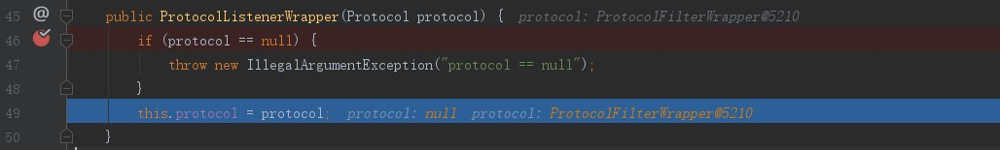 45 @ public ProtocolListenerWrapper(Protocol protocol) { protocol: ProtocolFilterWrapper@5210
46 if (protocol == null) {
47 throw new IllegalArgumentException("protocol == null");
48 }
49 this.protocol = protocol; protocol: null protocol: ProtocolFilterWrapper@5210
50 }